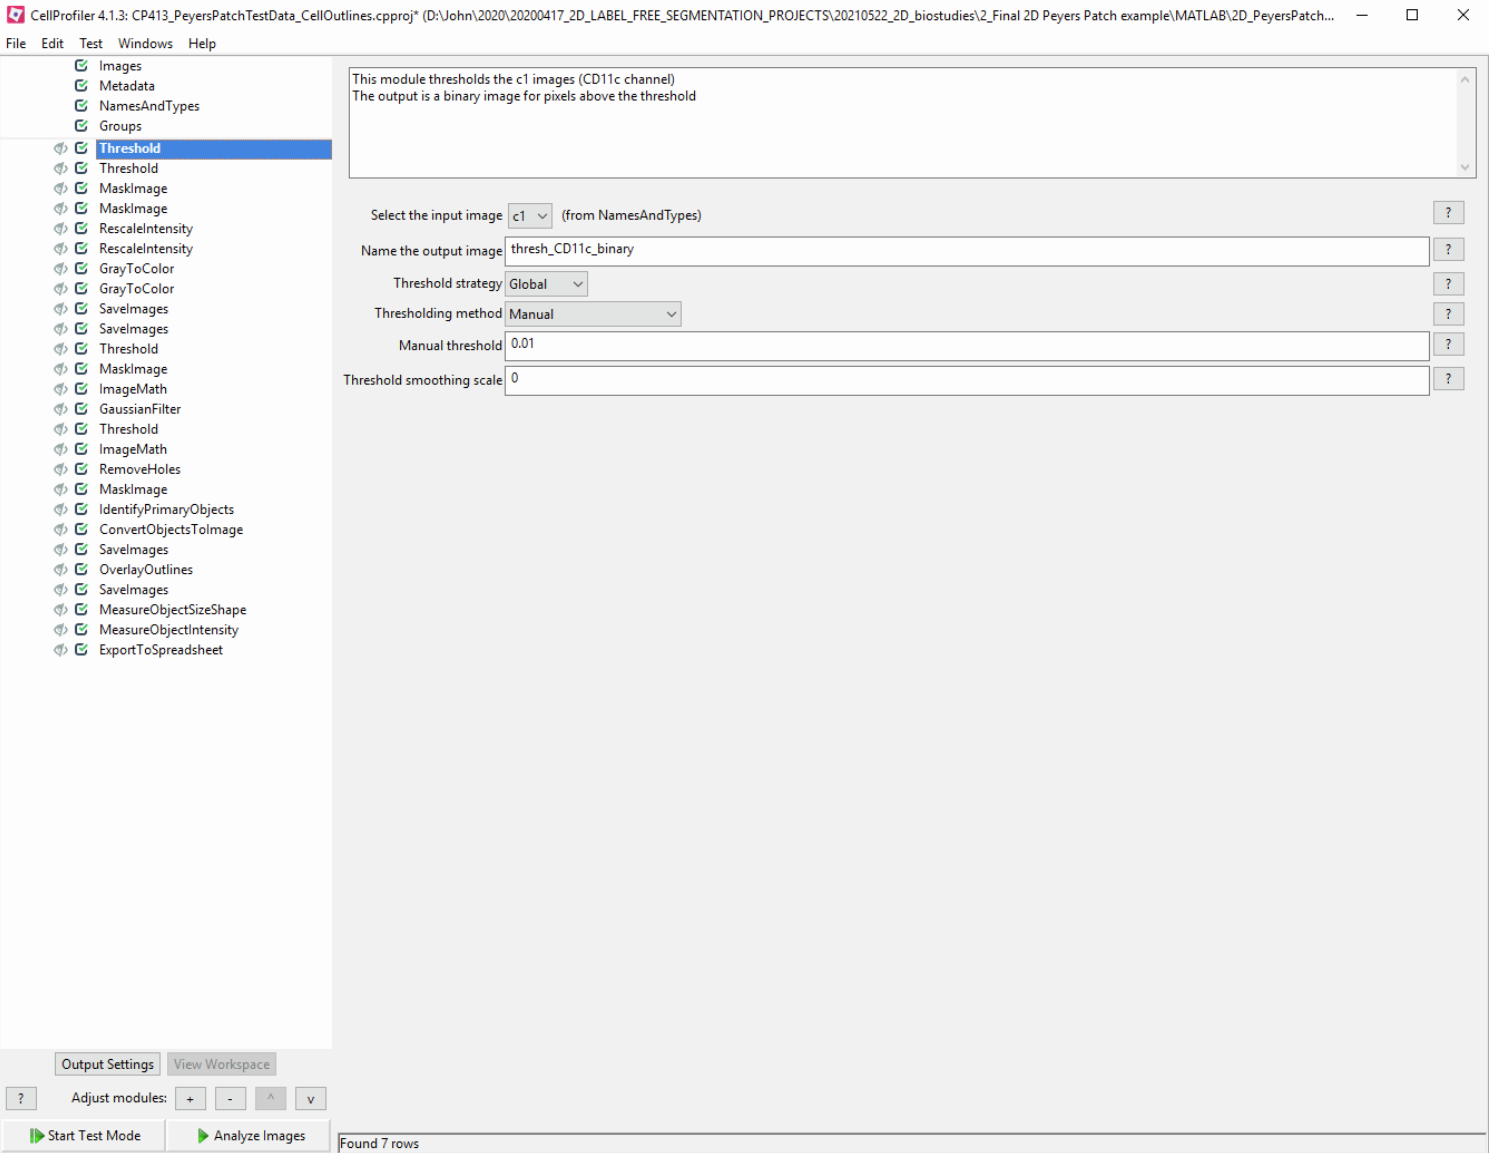 CellProfiler 4.1.3: CP413_PeyersPatchTestData_CellOutlines.cpproj* (D:\John\2020\20200417_2D_LABEL_FREE_SEGMENTATION_PROJECTS\20210522_2D_biostudies\2_Final 2D Peyers Patch example\MATLAB\2D_PeyersPatch...
File Edit Test Windows Help
Images
Metadata
NamesAndTypes
Groups
Threshold
Threshold
MaskImage
MaskImage
RescaleIntensity
RescaleIntensity
GrayToColor
GrayToColor
SaveImages
SaveImages
Threshold
MaskImage
ImageMath
GaussianFilter
Threshold
ImageMath
RemoveHoles
MaskImage
IdentifyPrimaryObjects
ConvertObjectsToImage
SaveImages
OverlayOutlines
SaveImages
MeasureObjectSizeShape
MeasureObjectIntensity
ExportToSpreadsheet
Output Settings View Workspace
? Adjust modules: + - ^ v
Start Test Mode Analyze Images
This module thresholds the c1 images (CD11c channel)
The output is a binary image for pixels above the threshold
Select the input image c1 (from NamesAndTypes) ?
Name the output image thresh_CD11c_binary ?
Threshold strategy Global ?
Thresholding method Manual ?
Manual threshold 0.01 ?
Threshold smoothing scale 0 ?
Found 7 rows